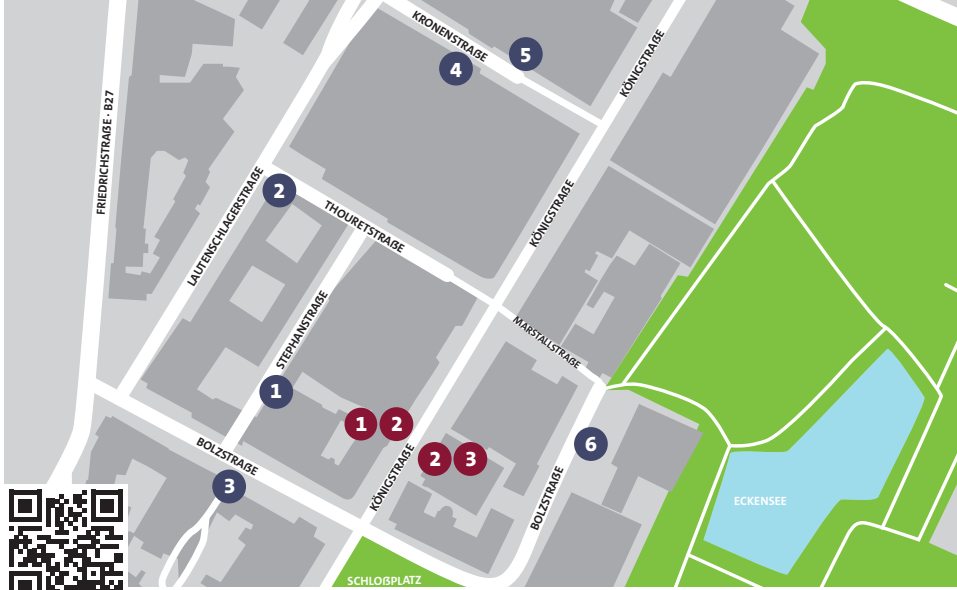 KRONENSTRAßE
5
4
KÖNIGSTRAßE
FRIEDRICHSTRAßE · B27
LAUTENSCHLAGERSTRAßE
2
THOURETSTRAßE
KÖNIGSTRAßE
STEPHANSTRAßE
MARSTALLSTRAßE
1
1 2
BOLZSTRAßE
KÖNIGSTRAßE
2 3
6
3
BOLZSTRAßE
ECKENSEE
SCHLOßPLATZ